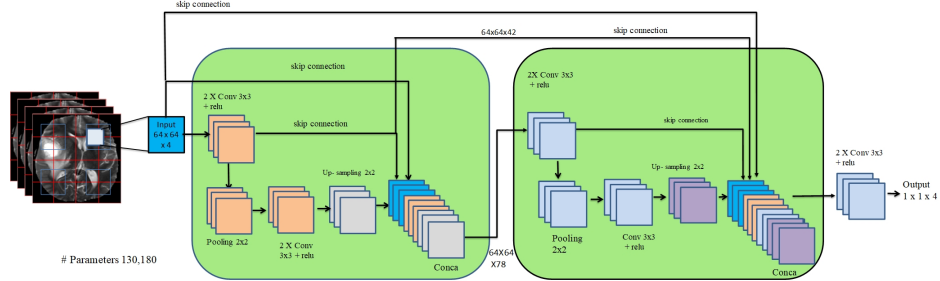 skip connection
64x64x42
skip connection
skip connection
2X Conv 3x3
+ relu
2 X Conv 3x3
+ relu
Input
64 x 64
x 4
skip connection
skip connection
2 X Conv 3x3
+ relu
Up- sampling 2x2
Up- sampling 2x2
Output
1 x 1 x 4
Pooling 2x2
2 X Conv
3x3 + relu
Pooling
2x2
Conv 3x3
+ relu
64X64
X78
Conca
Conca
# Parameters 130,180